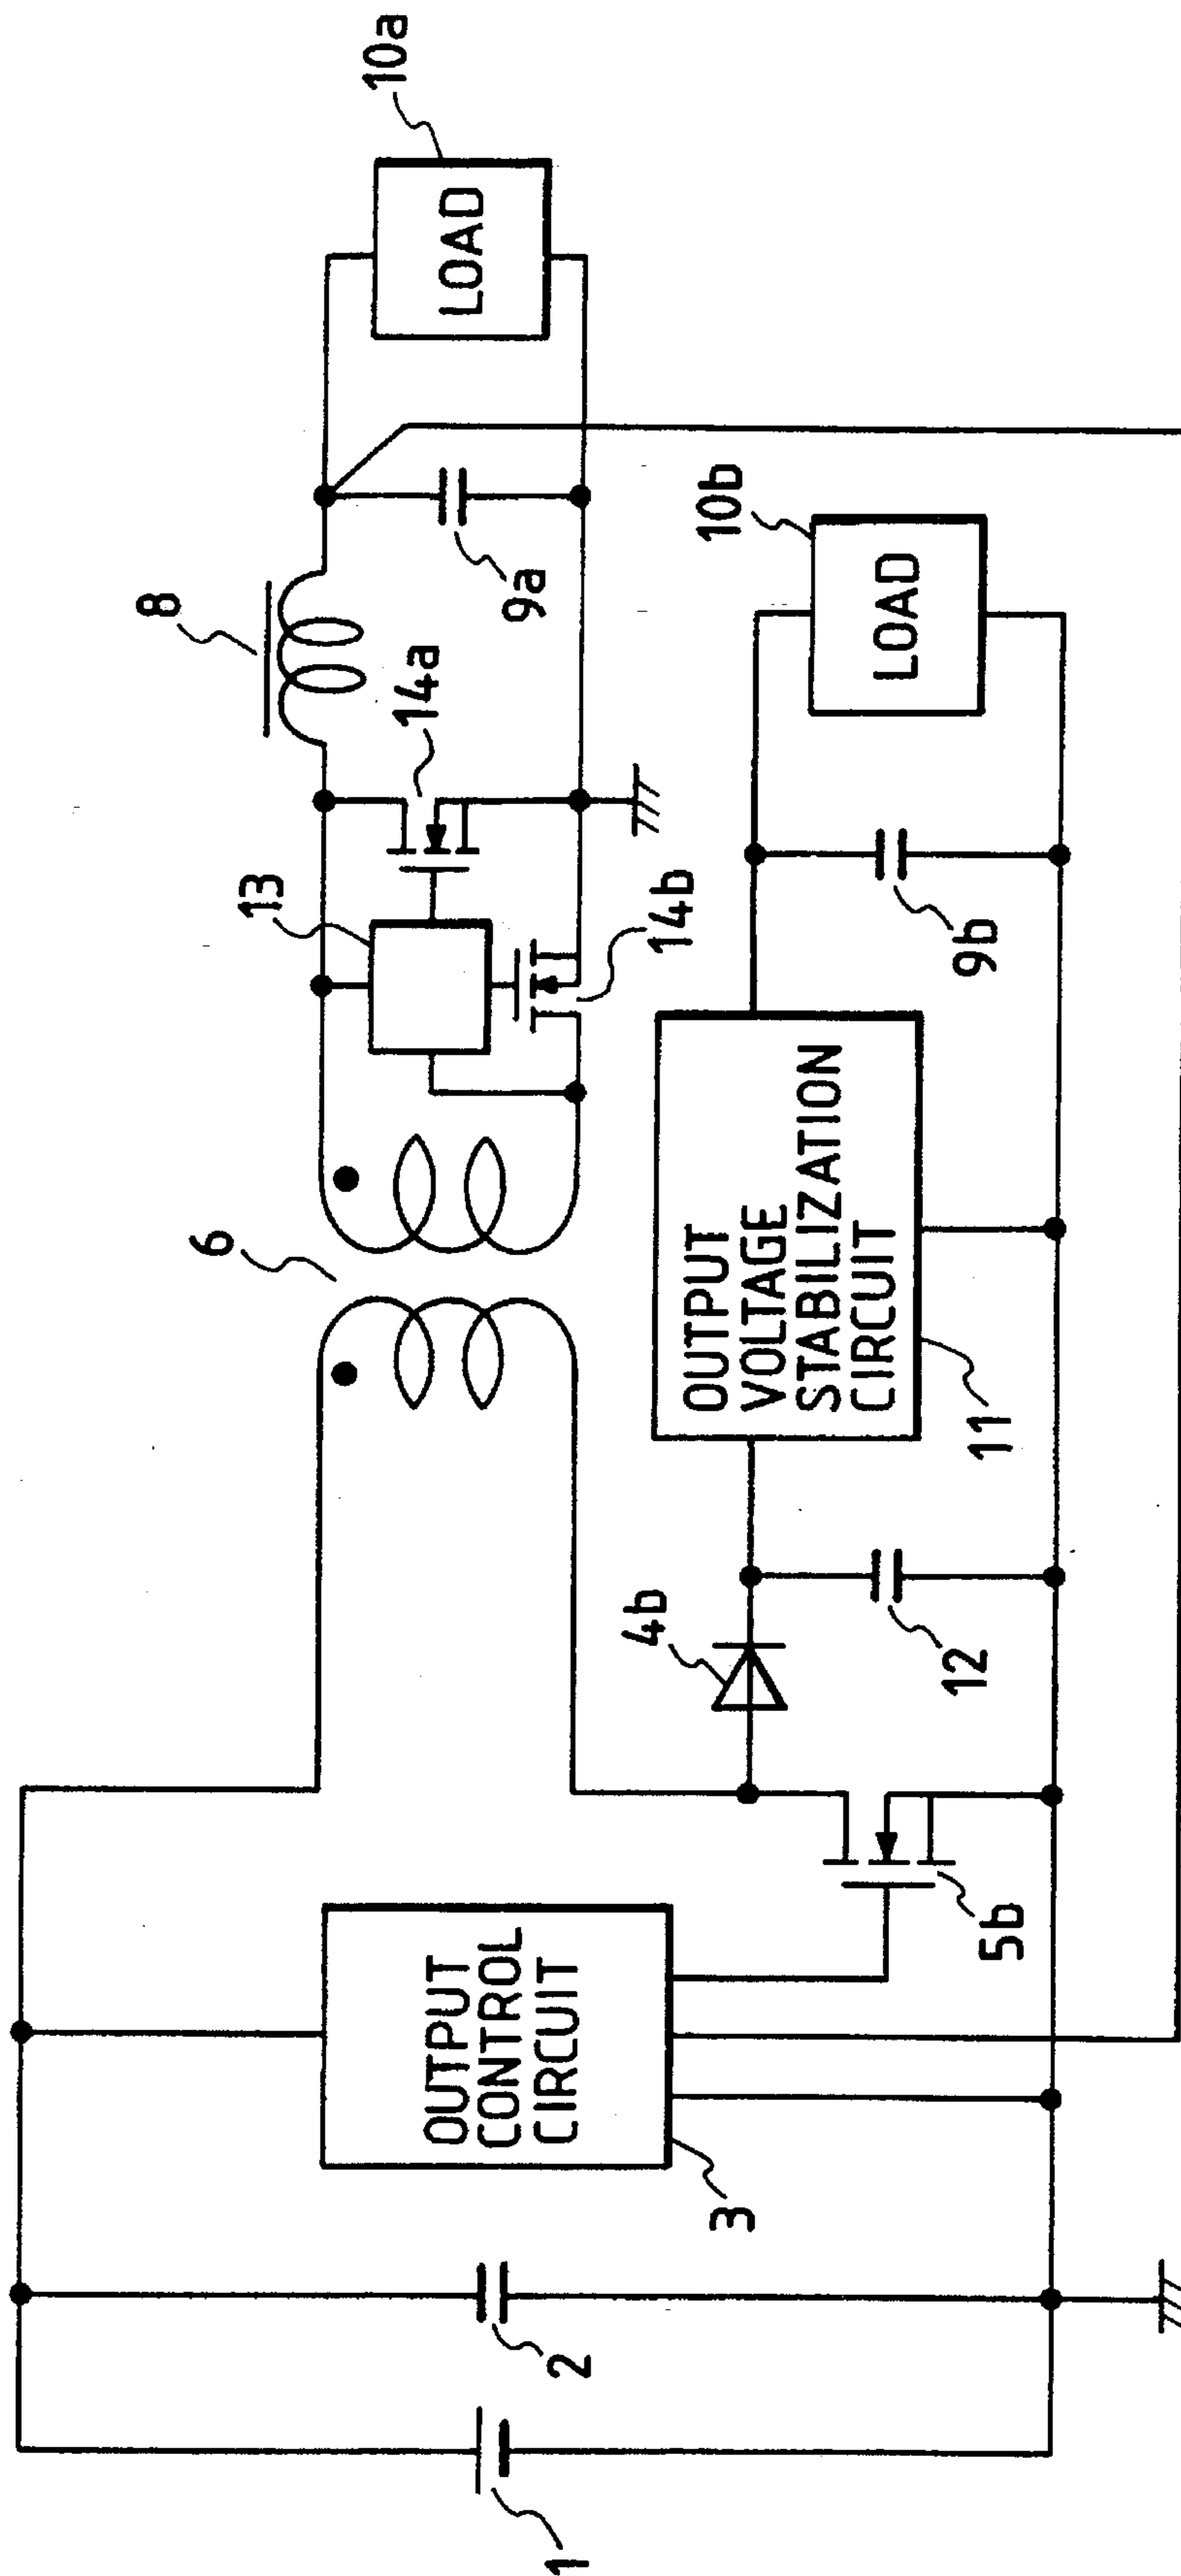 10a
LOAD
8
14a
9a
13
14b
10b
LOAD
6
9b
OUTPUT
VOLTAGE
STABILIZATION
CIRCUIT
11
4b
12
OUTPUT
CONTROL
CIRCUIT
5b
3
2
1